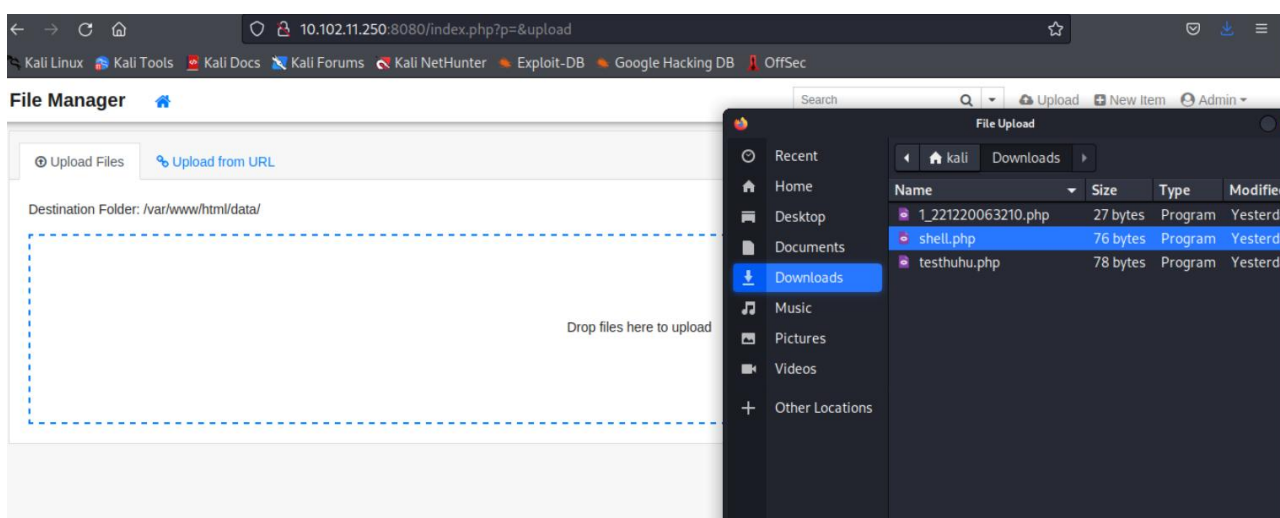 10.102.11.250:8080/index.php?p=&upload
Kali Linux Kali Tools Kali Docs Kali Forums Kali NetHunter Exploit-DB Google Hacking DB OffSec
File Manager Search Upload New Item Admin
Upload Files Upload from URL
Destination Folder: /var/www/html/data/
Drop files here to upload
File Upload
Recent
Home
Desktop
Documents
Downloads
Music
Pictures
Videos
Other Locations
kali Downloads
Name Size Type Modifie
1_221220063210.php 27 bytes Program Yesterd
shell.php 76 bytes Program Yesterd
testhuhu.php 78 bytes Program Yesterd